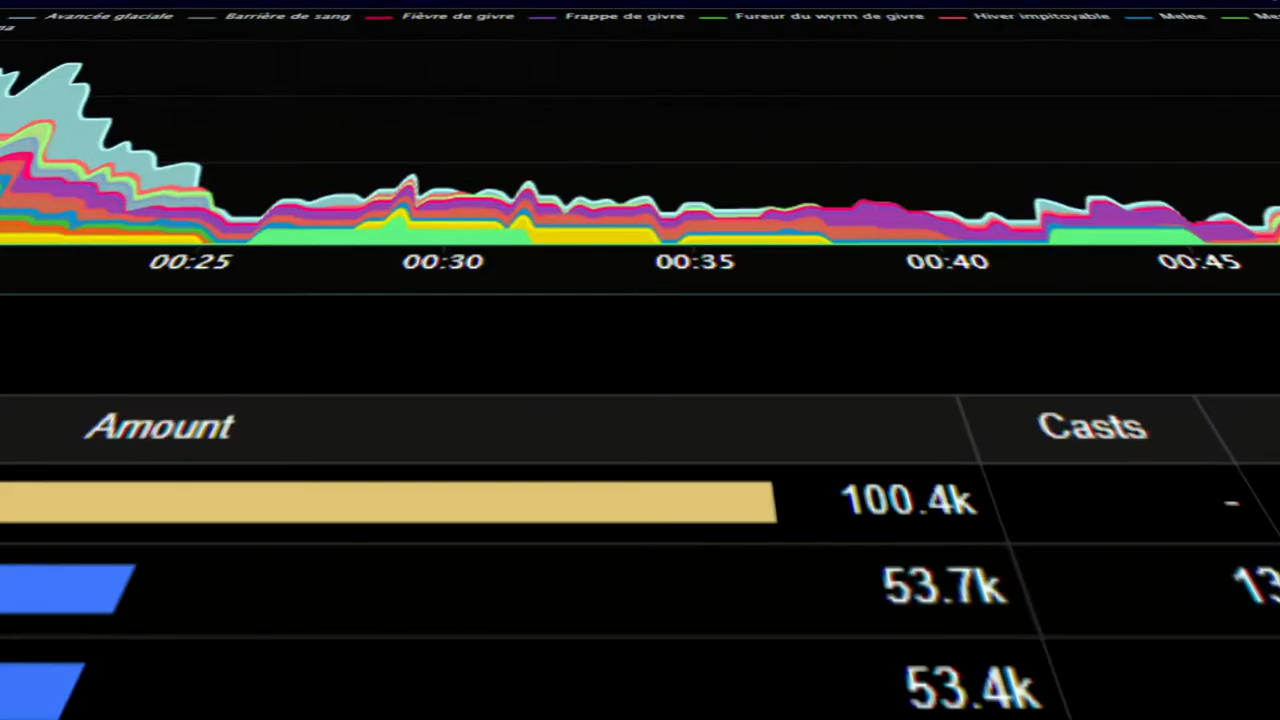 Avancée glaciale Barrière de sang Fièvre de givre Frappe de givre Fureur du wyrm de givre Hiver impitoyable Melee
00:25 00:30 00:35 00:40 00:45
Amount Casts
100.4k -
53.7k
53.4k